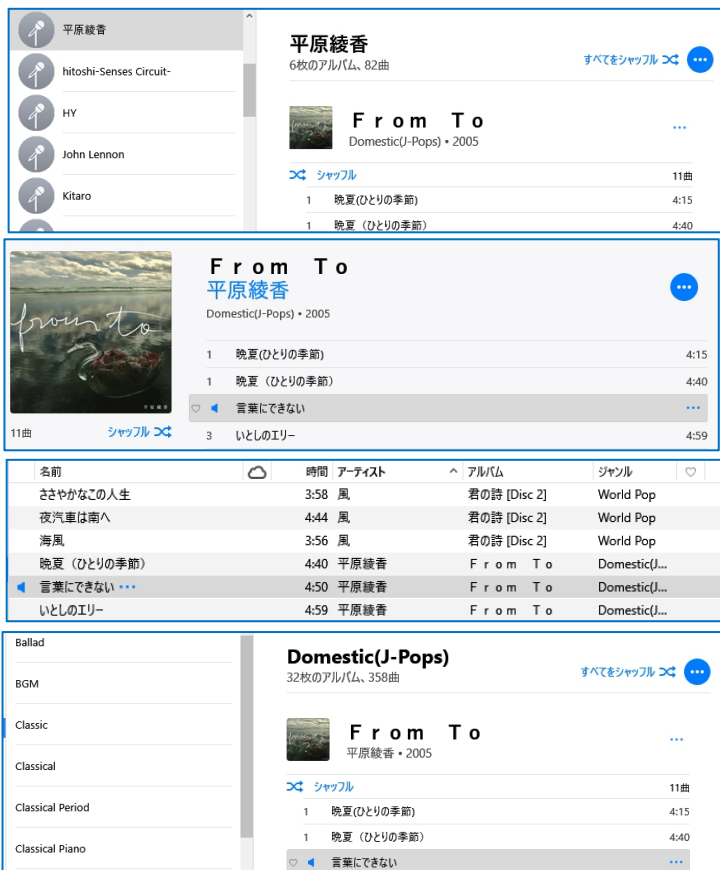 平原綾香
hitoshi-Senses Circuit-
HY
John Lennon
Kitaro
平原綾香
6枚のアルバム、82曲
すべてをシャッフル
Ｆｒｏｍ　Ｔｏ
Domestic(J-Pops) • 2005
シャッフル 11曲
1 晩夏(ひとりの季節) 4:15
1 晩夏（ひとりの季節） 4:40
from to
平原綾香
11曲 シャッフル
Ｆｒｏｍ　Ｔｏ
平原綾香
Domestic(J-Pops) • 2005
1 晩夏(ひとりの季節) 4:15
1 晩夏（ひとりの季節） 4:40
言葉にできない
3 いとしのエリー 4:59
名前 時間 アーティスト アルバム ジャンル
ささやかなこの人生 3:58 風 君の詩 [Disc 2] World Pop
夜汽車は南へ 4:44 風 君の詩 [Disc 2] World Pop
海風 3:56 風 君の詩 [Disc 2] World Pop
晩夏（ひとりの季節） 4:40 平原綾香 Ｆｒｏｍ　Ｔｏ Domestic(J...
言葉にできない 4:50 平原綾香 Ｆｒｏｍ　Ｔｏ Domestic(J...
いとしのエリー 4:59 平原綾香 Ｆｒｏｍ　Ｔｏ Domestic(J...
Ballad
BGM
Classic
Classical
Classical Period
Classical Piano
Domestic(J-Pops)
32枚のアルバム、358曲
すべてをシャッフル
Ｆｒｏｍ　Ｔｏ
平原綾香 • 2005
シャッフル 11曲
1 晩夏(ひとりの季節) 4:15
1 晩夏（ひとりの季節） 4:40
言葉にできない